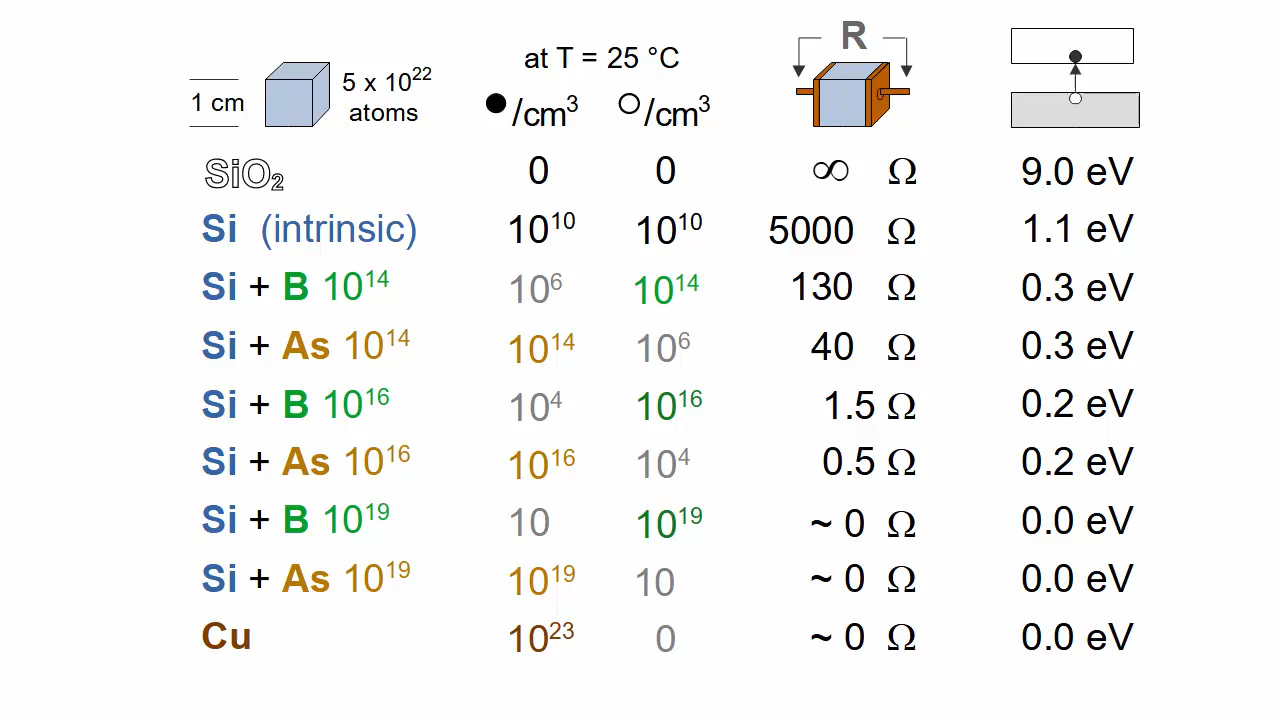 R
at T = 25 °C
1 cm
5 x 10²²
atoms
●/cm³ ○/cm³
SiO₂ 0 0 ∞ Ω 9.0 eV
Si (intrinsic) 10¹⁰ 10¹⁰ 5000 Ω 1.1 eV
Si + B 10¹⁴ 10⁶ 10¹⁴ 130 Ω 0.3 eV
Si + As 10¹⁴ 10¹⁴ 10⁶ 40 Ω 0.3 eV
Si + B 10¹⁶ 10⁴ 10¹⁶ 1.5 Ω 0.2 eV
Si + As 10¹⁶ 10¹⁶ 10⁴ 0.5 Ω 0.2 eV
Si + B 10¹⁹ 10 10¹⁹ ~ 0 Ω 0.0 eV
Si + As 10¹⁹ 10¹⁹ 10 ~ 0 Ω 0.0 eV
Cu 10²³ 0 ~ 0 Ω 0.0 eV